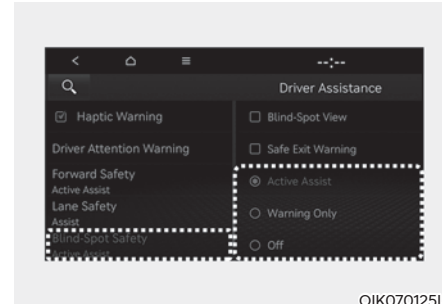 --:--
Driver Assistance
Haptic Warning
Driver Attention Warning
Forward Safety
Active Assist
Lane Safety
Assist
Blind-Spot Safety
Active Assist
Blind-Spot View
Safe Exit Warning
Active Assist
Warning Only
Off